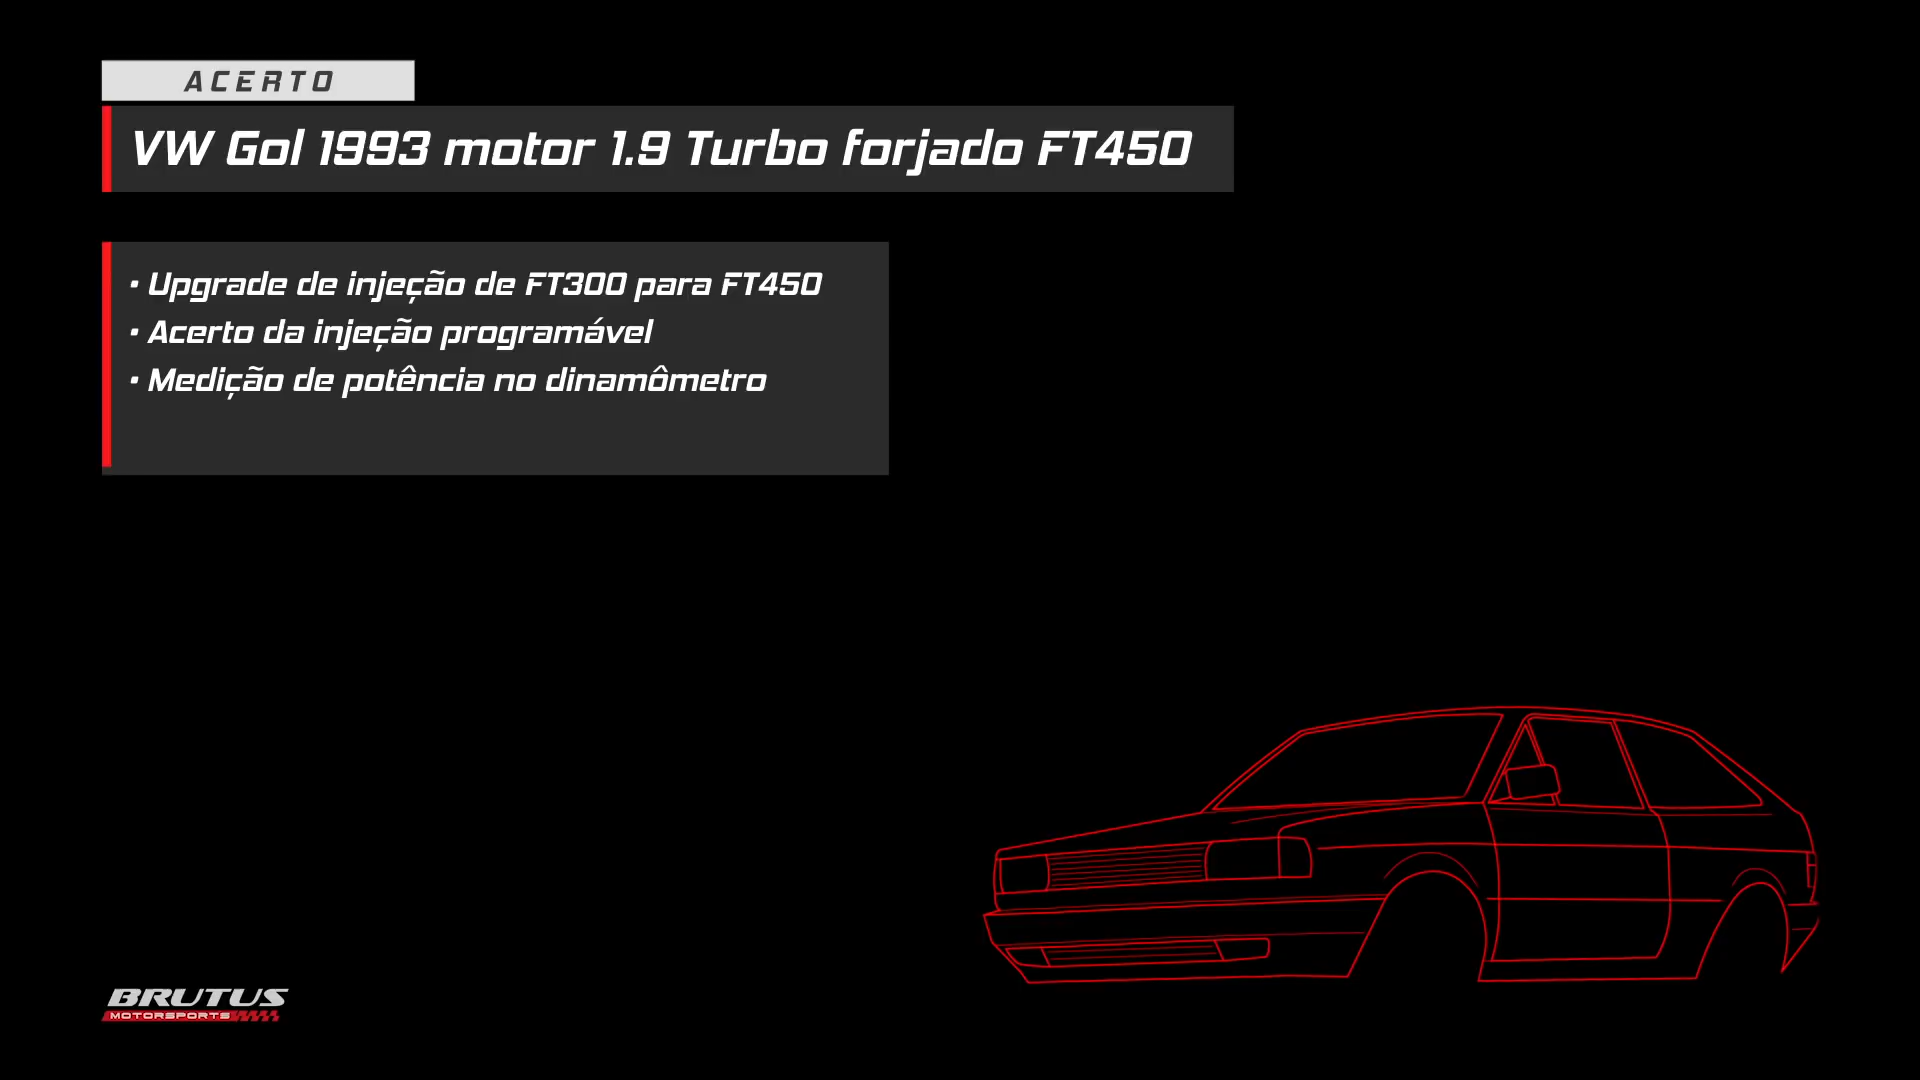 ACERTO
VW Gol 1993 motor 1.9 Turbo forjado FT450
• Upgrade de injeção de FT300 para FT450
• Acerto da injeção programável
• Medição de potência no dinamômetro
BRUTUS
MOTORSPORTS